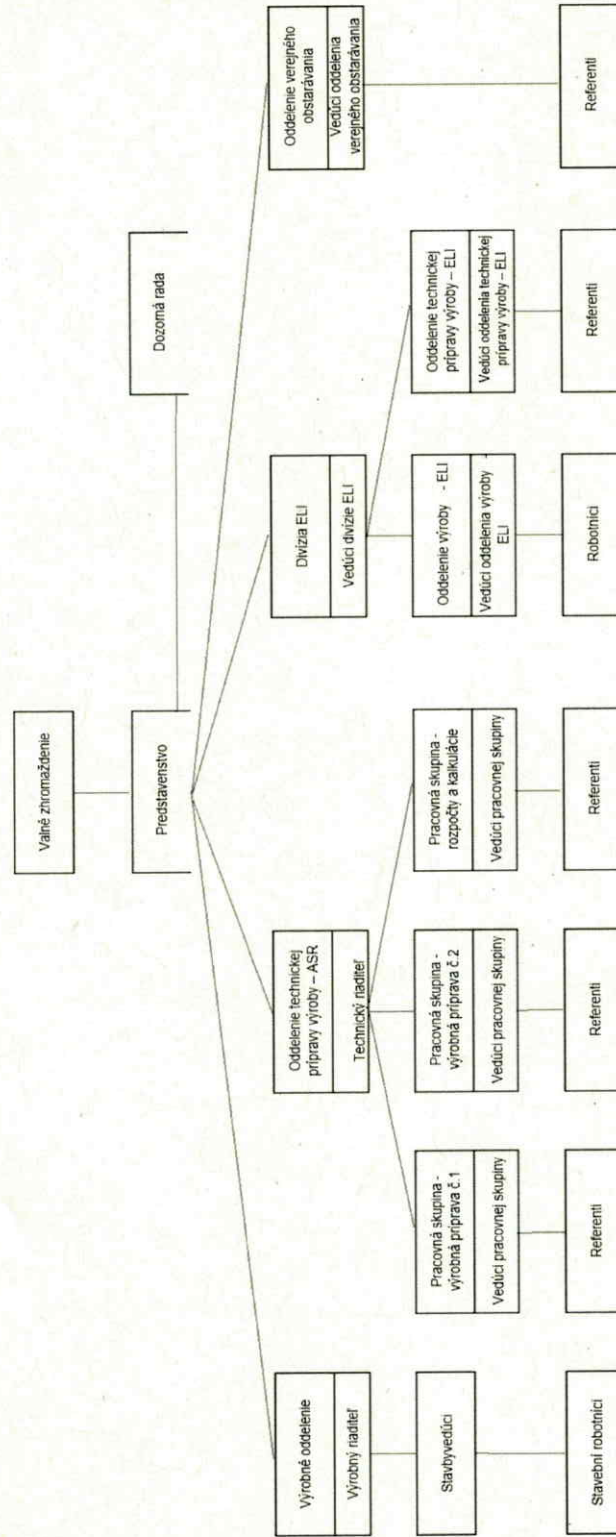 Valné zhromaždenie
Predstavenstvo
Dozorná rada
Výrobné oddelenie
Výrobný riaditeľ
Oddelenie technickej
prípravy výroby – ASR
Technický riaditeľ
Divízia ELI
Vedúci divízie ELI
Oddelenie verejného
obstarávania
Vedúci oddelenia
verejného obstarávania
Stavbyvedúci
Pracovná skupina -
výrobná príprava č.1
Vedúci pracovnej skupiny
Pracovná skupina -
výrobná príprava č.2
Vedúci pracovnej skupiny
Pracovná skupina -
rozpočty a kalkulácie
Vedúci pracovnej skupiny
Oddelenie výroby - ELI
Vedúci oddelenia výroby -
ELI
Oddelenie technickej
prípravy výroby – ELI
Vedúci oddelenia technickej
prípravy výroby – ELI
Stavební robotníci
Referenti
Referenti
Referenti
Robotníci
Referenti
Referenti